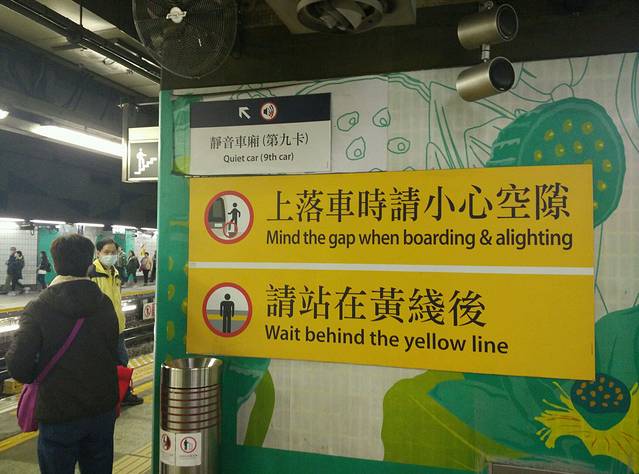 靜音車廂 (第九卡)
Quiet car (9th car)
上落車時請小心空隙
Mind the gap when boarding & alighting
請站在黃綫後
Wait behind the yellow line